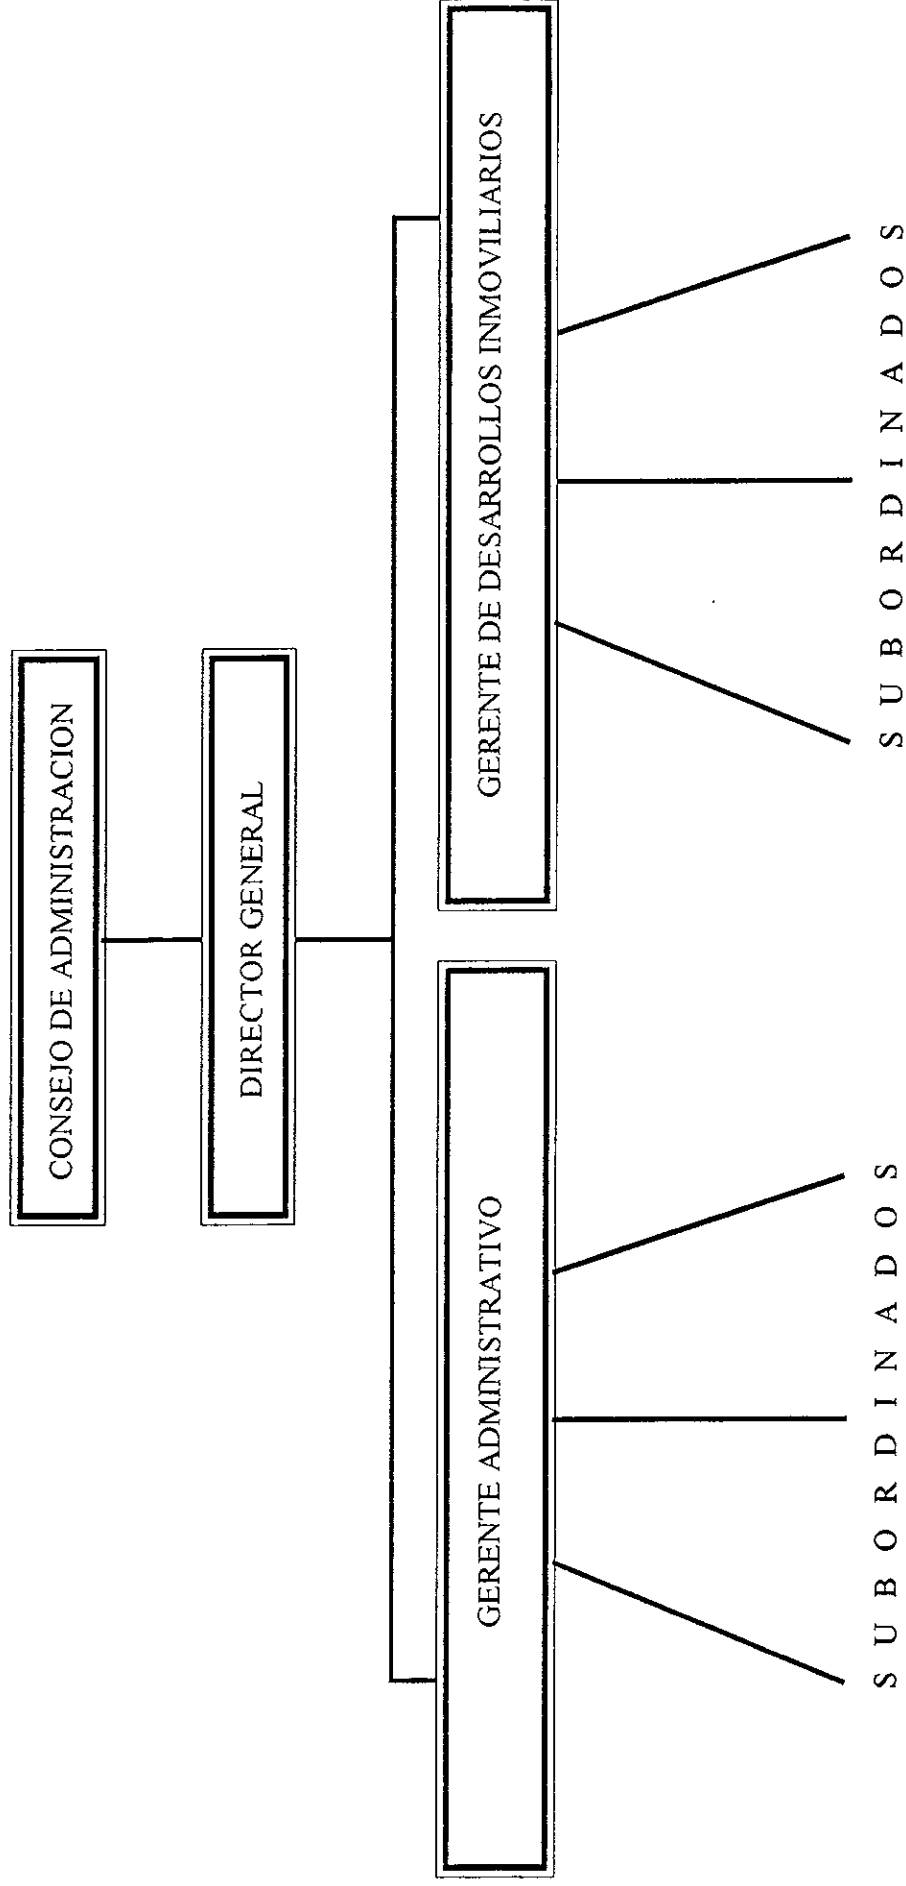 CONSEJO DE ADMINISTRACION
DIRECTOR GENERAL
GERENTE ADMINISTRATIVO
GERENTE DE DESARROLLOS INMOVILIARIOS
S U B O R D I N A D O S
S U B O R D I N A D O S